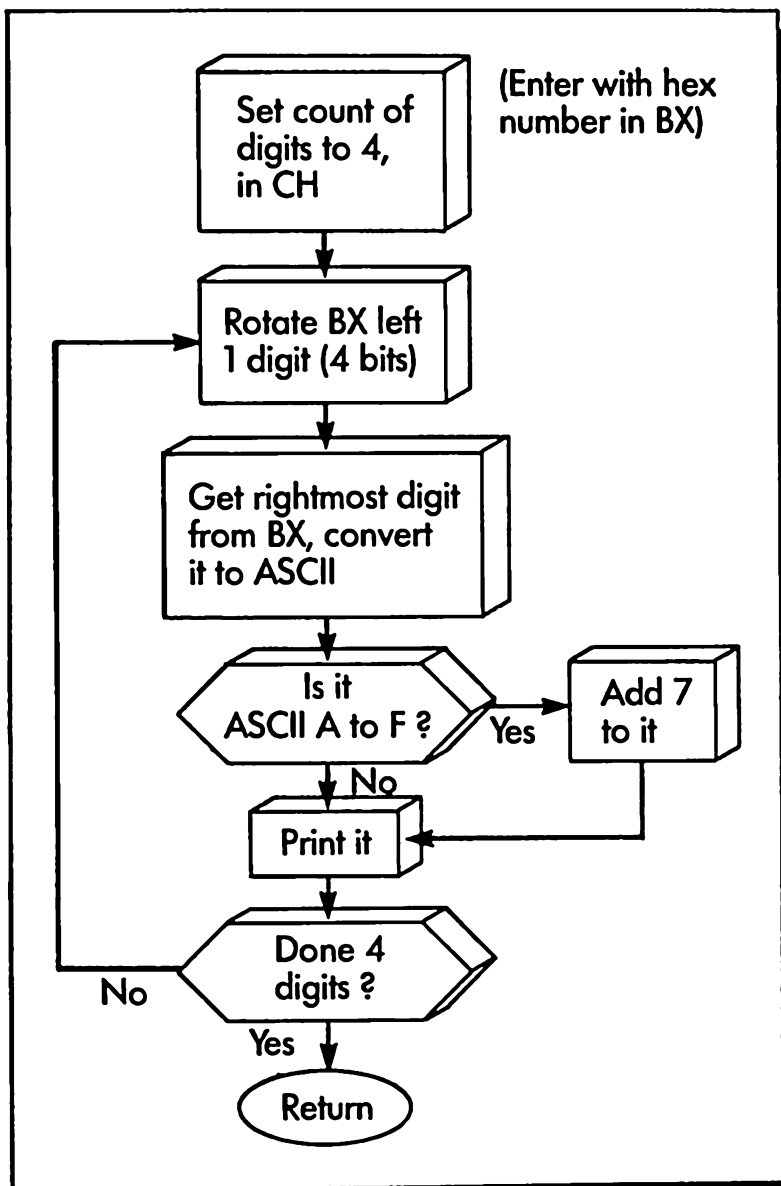 Set count of
digits to 4,
in CH
(Enter with hex
number in BX)
Rotate BX left
1 digit (4 bits)
Get rightmost digit
from BX, convert
it to ASCII
Is it
ASCII A to F ?
Yes
Add 7
to it
No
Print it
Done 4
digits ?
No
Yes
Return